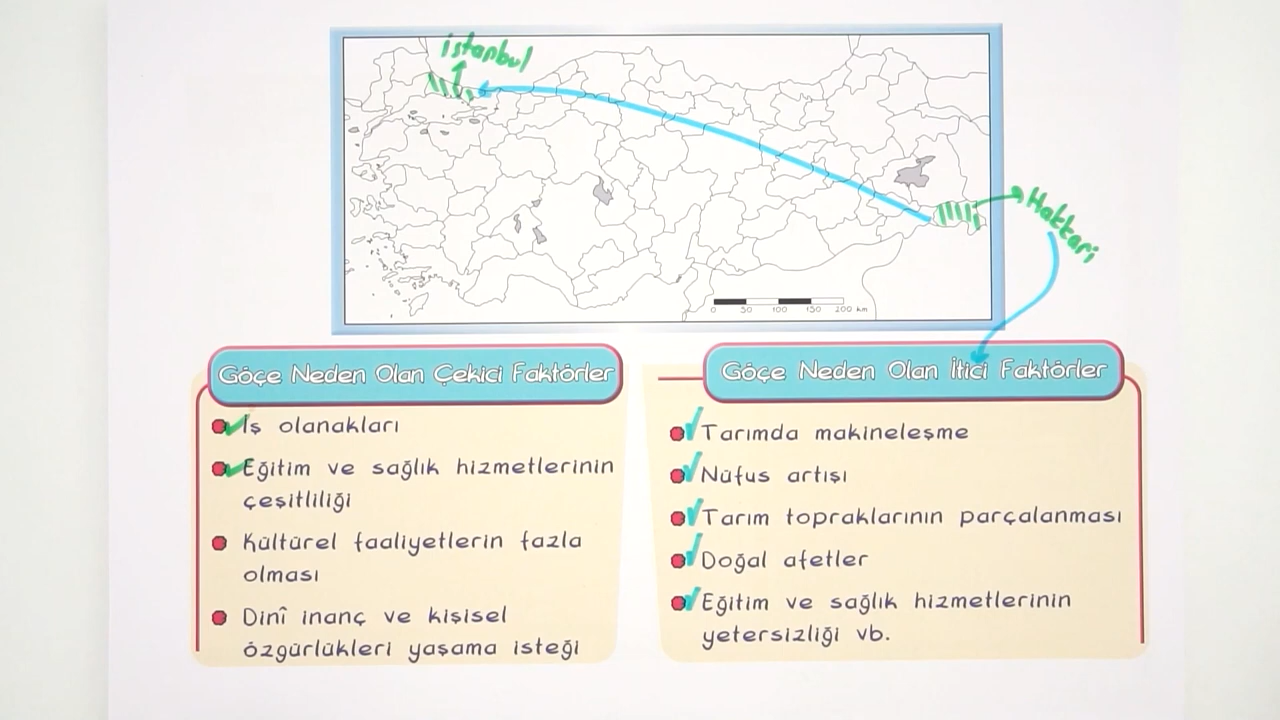 istanbul
Hakkari
0 50 100 150 200 km
Göçe Neden Olan Çekici Faktörler
İş olanakları
Eğitim ve sağlık hizmetlerinin
çeşitliliği
Kültürel faaliyetlerin fazla
olması
Dinî inanç ve kişisel
özgürlükleri yaşama isteği
Göçe Neden Olan İtici Faktörler
Tarımda makineleşme
Nüfus artışı
Tarım topraklarının parçalanması
Doğal afetler
Eğitim ve sağlık hizmetlerinin
yetersizliği vb.